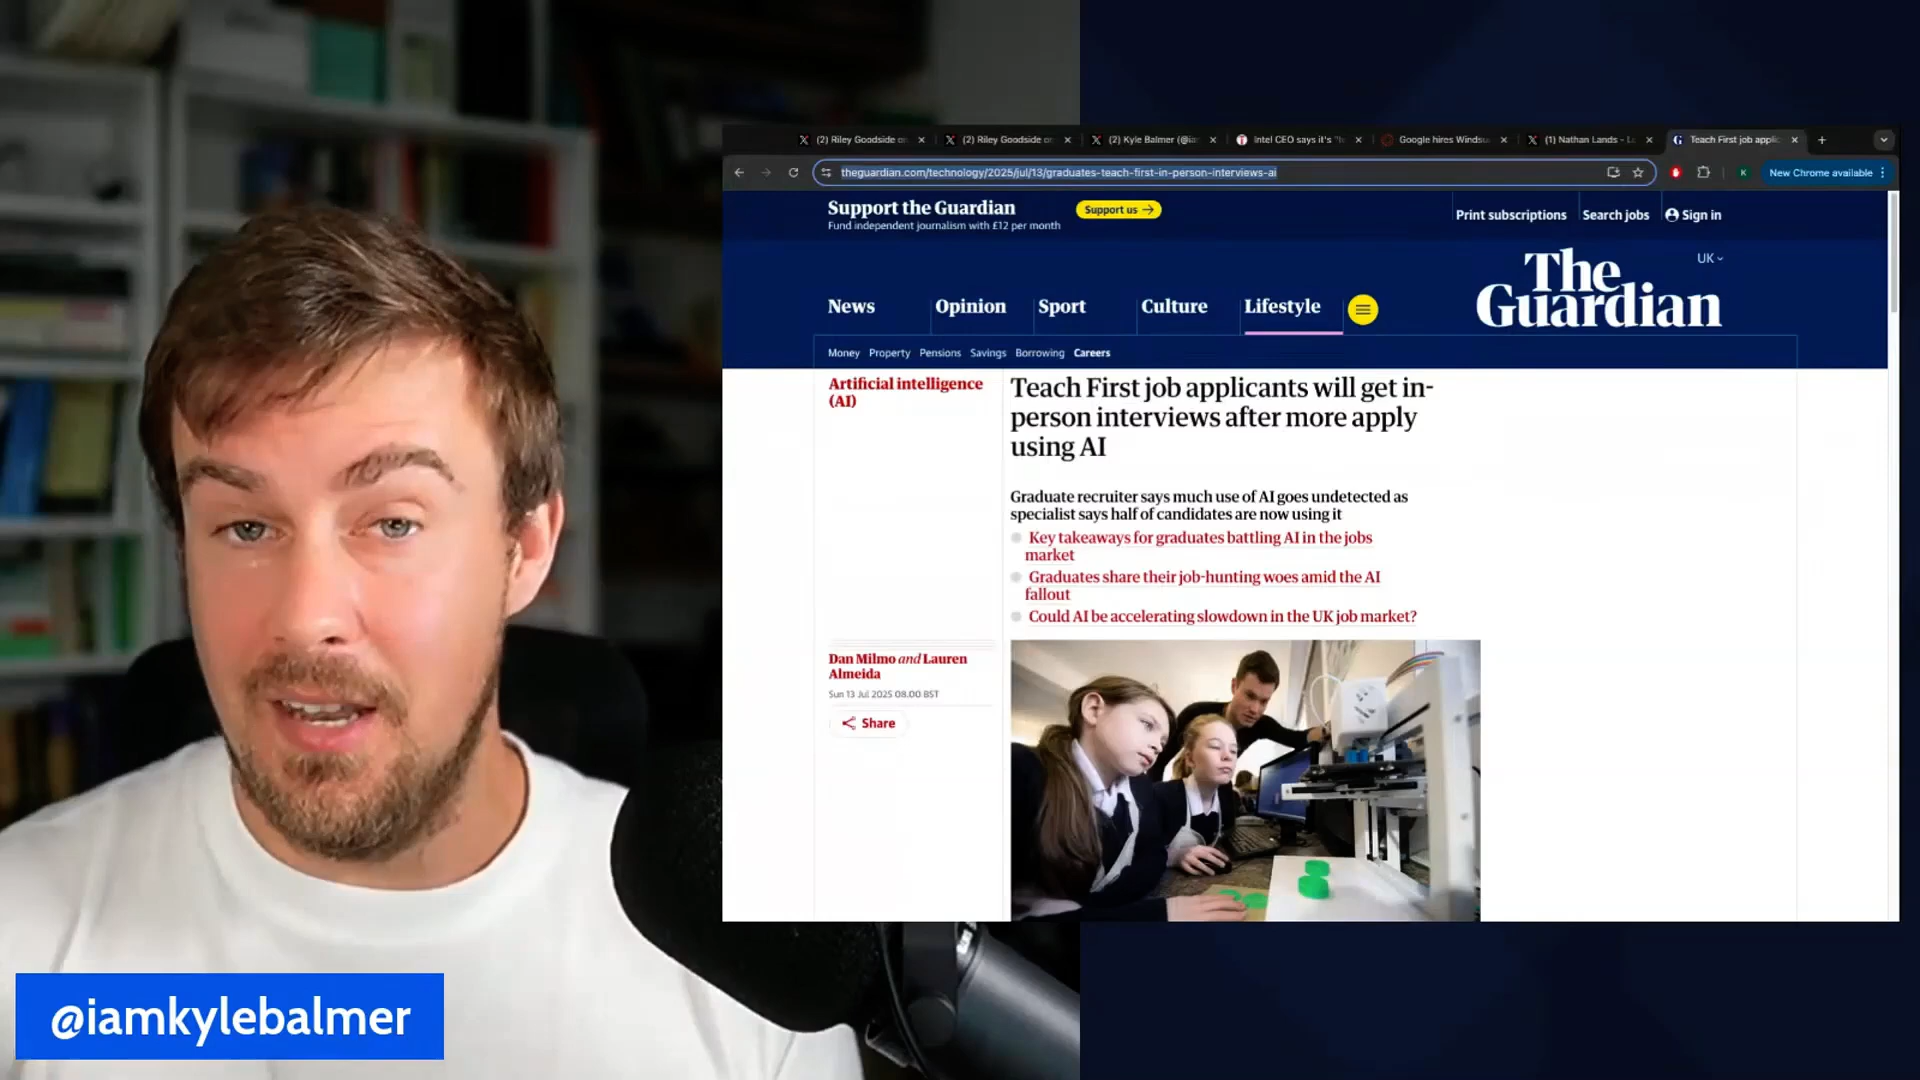 (2) Riley Goodside o
(2) Riley Goodside o
(2) Kyle Balmer (@ia
Intel CEO says it's "
Google hires Windsu
(1) Nathan Lands - L
Teach First job applic
theguardian.com/technology/2025/jul/13/graduates-teach-first-in-person-interviews-ai
K
New Chrome available
Support the Guardian
Fund independent journalism with £12 per month
Support us
Print subscriptions
Search jobs
Sign in
UK
The
Guardian
News
Opinion
Sport
Culture
Lifestyle
Money
Property
Pensions
Savings
Borrowing
Careers
Artificial intelligence
(AI)
Teach First job applicants will get in-
person interviews after more apply
using AI
Graduate recruiter says much use of AI goes undetected as
specialist says half of candidates are now using it
Key takeaways for graduates battling AI in the jobs
market
Graduates share their job-hunting woes amid the AI
fallout
Could AI be accelerating slowdown in the UK job market?
Dan Milmo and Lauren
Almeida
Sun 13 Jul 2025 08.00 BST
Share
@iamkylebalmer